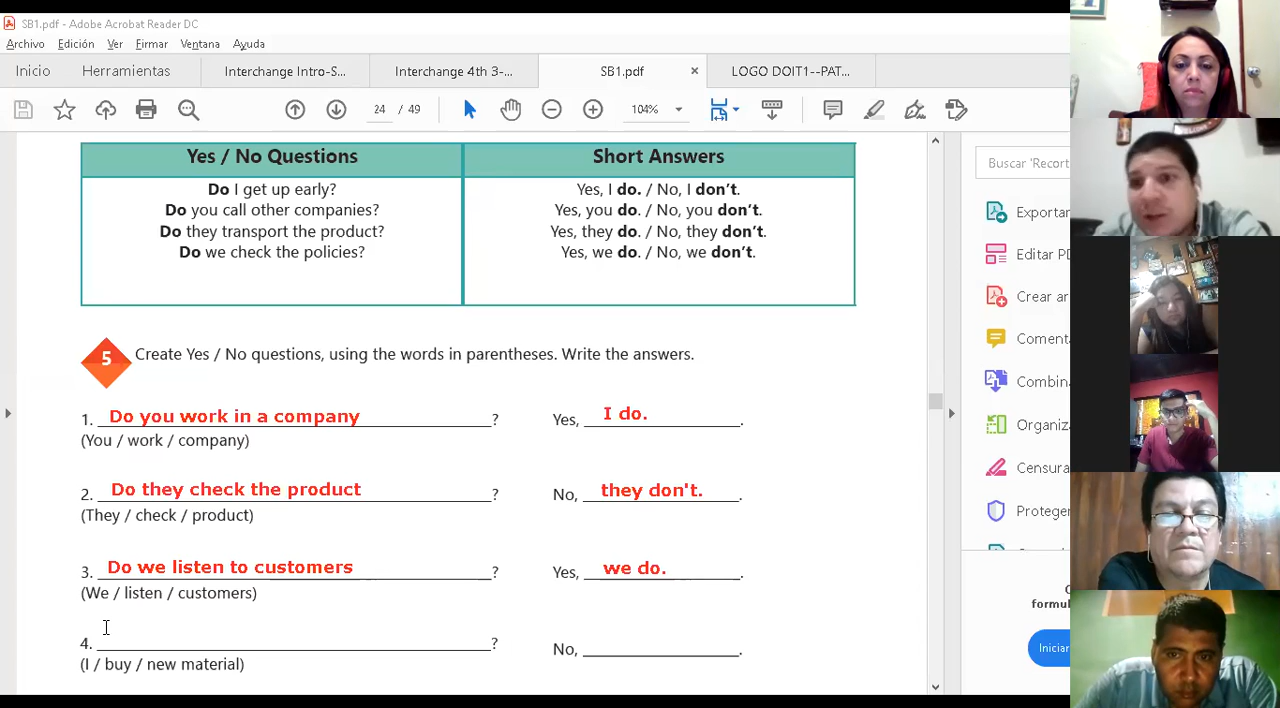 SB1.pdf - Adobe Acrobat Reader DC
Archivo Edición Ver Firmar Ventana Ayuda
Inicio Herramientas Interchange Intro-S... Interchange 4th 3-... SB1.pdf × LOGO DOIT1--PAT...
24 / 49 104%
Yes / No Questions Short Answers
Do I get up early? Yes, I do. / No, I don't.
Do you call other companies? Yes, you do. / No, you don't.
Do they transport the product? Yes, they do. / No, they don't.
Do we check the policies? Yes, we do. / No, we don't.
5 Create Yes / No questions, using the words in parentheses. Write the answers.
1. Do you work in a company ? Yes, I do. .
(You / work / company)
2. Do they check the product ? No, they don't. .
(They / check / product)
3. Do we listen to customers ? Yes, we do. .
(We / listen / customers)
4. ? No, .
(I / buy / new material)
Buscar 'Recort
Exportar
Editar PD
Crear ar
Comenta
Combin
Organiza
Censura
Proteger
formul
Iniciar